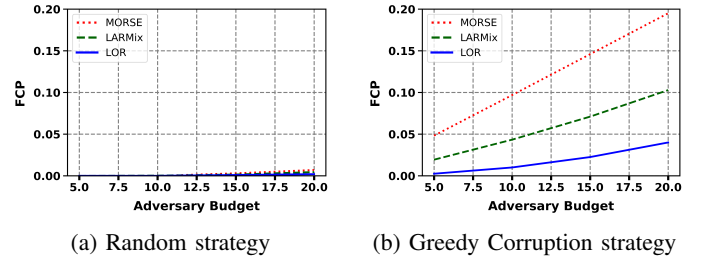 0.20
0.15
0.10
0.05
0.00
FCP
MORSE
LARMix
LOR
5.0 7.5 10.0 12.5 15.0 17.5 20.0
Adversary Budget
(a) Random strategy
0.20
0.15
0.10
0.05
0.00
FCP
MORSE
LARMix
LOR
5.0 7.5 10.0 12.5 15.0 17.5 20.0
Adversary Budget
(b) Greedy Corruption strategy